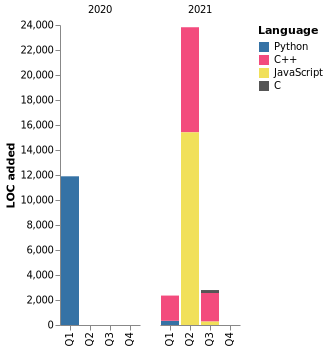 2020
2021
LOC added
24,000
22,000
20,000
18,000
16,000
14,000
12,000
10,000
8,000
6,000
4,000
2,000
0
Q1
Q2
Q3
Q4
Q1
Q2
Q3
Q4
Language
Python
C++
JavaScript
C